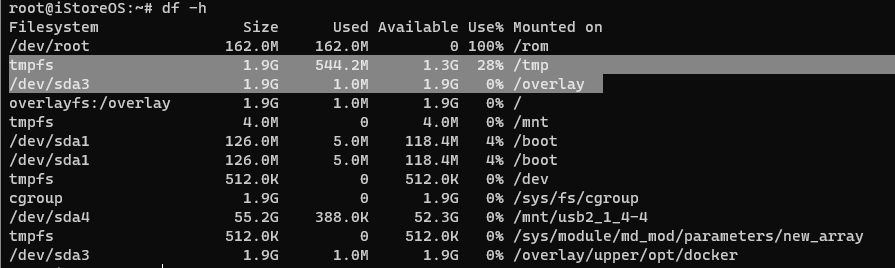 root@iStoreOS:~# df -h
Filesystem Size Used Available Use% Mounted on
/dev/root 162.0M 162.0M 0 100% /rom
tmpfs 1.9G 544.2M 1.3G 28% /tmp
/dev/sda3 1.9G 1.0M 1.9G 0% /overlay
overlayfs:/overlay 1.9G 1.0M 1.9G 0% /
tmpfs 4.0M 0 4.0M 0% /mnt
/dev/sda1 126.0M 5.0M 118.4M 4% /boot
/dev/sda1 126.0M 5.0M 118.4M 4% /boot
tmpfs 512.0K 0 512.0K 0% /dev
cgroup 1.9G 0 1.9G 0% /sys/fs/cgroup
/dev/sda4 55.2G 388.0K 52.3G 0% /mnt/usb2_1_4-4
tmpfs 512.0K 0 512.0K 0% /sys/module/md_mod/parameters/new_array
/dev/sda3 1.9G 1.0M 1.9G 0% /overlay/upper/opt/docker